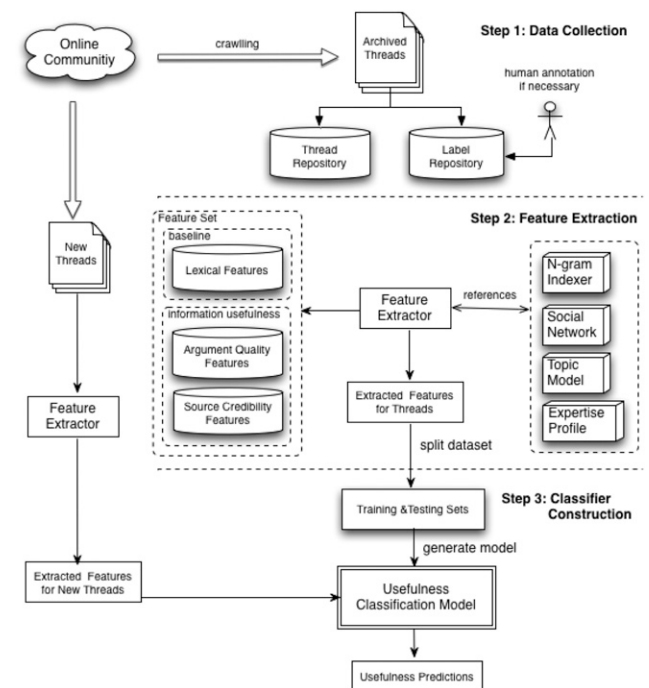 Online
Communitiy
crawlling
Archived
Threads
Step 1: Data Collection
human annotation
if necessary
Thread
Repository
Label
Repository
Feature Set
Step 2: Feature Extraction
baseline
Lexical Features
New
Threads
N-gram
Indexer
Feature
Extractor
references
information usefulness
Social
Network
Argument Quality
Features
Topic
Model
Extracted Features
for Threads
Source Credibility
Features
Expertise
Profile
Feature
Extractor
split dataset
Training &Testing Sets
Step 3: Classifier
Construction
generate model
Extracted Features
for New Threads
Usefulness
Classification Model
Usefulness Predictions